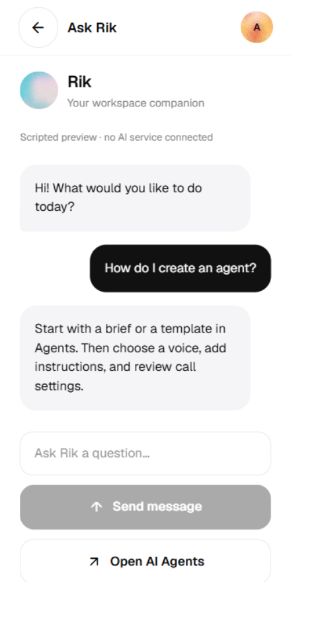 Ask Rik
A
Rik
Your workspace companion
Scripted preview · no AI service connected
Hi! What would you like to do
today?
How do I create an agent?
Start with a brief or a template in
Agents. Then choose a voice, add
instructions, and review call
settings.
Ask Rik a question...
Send message
Open AI Agents